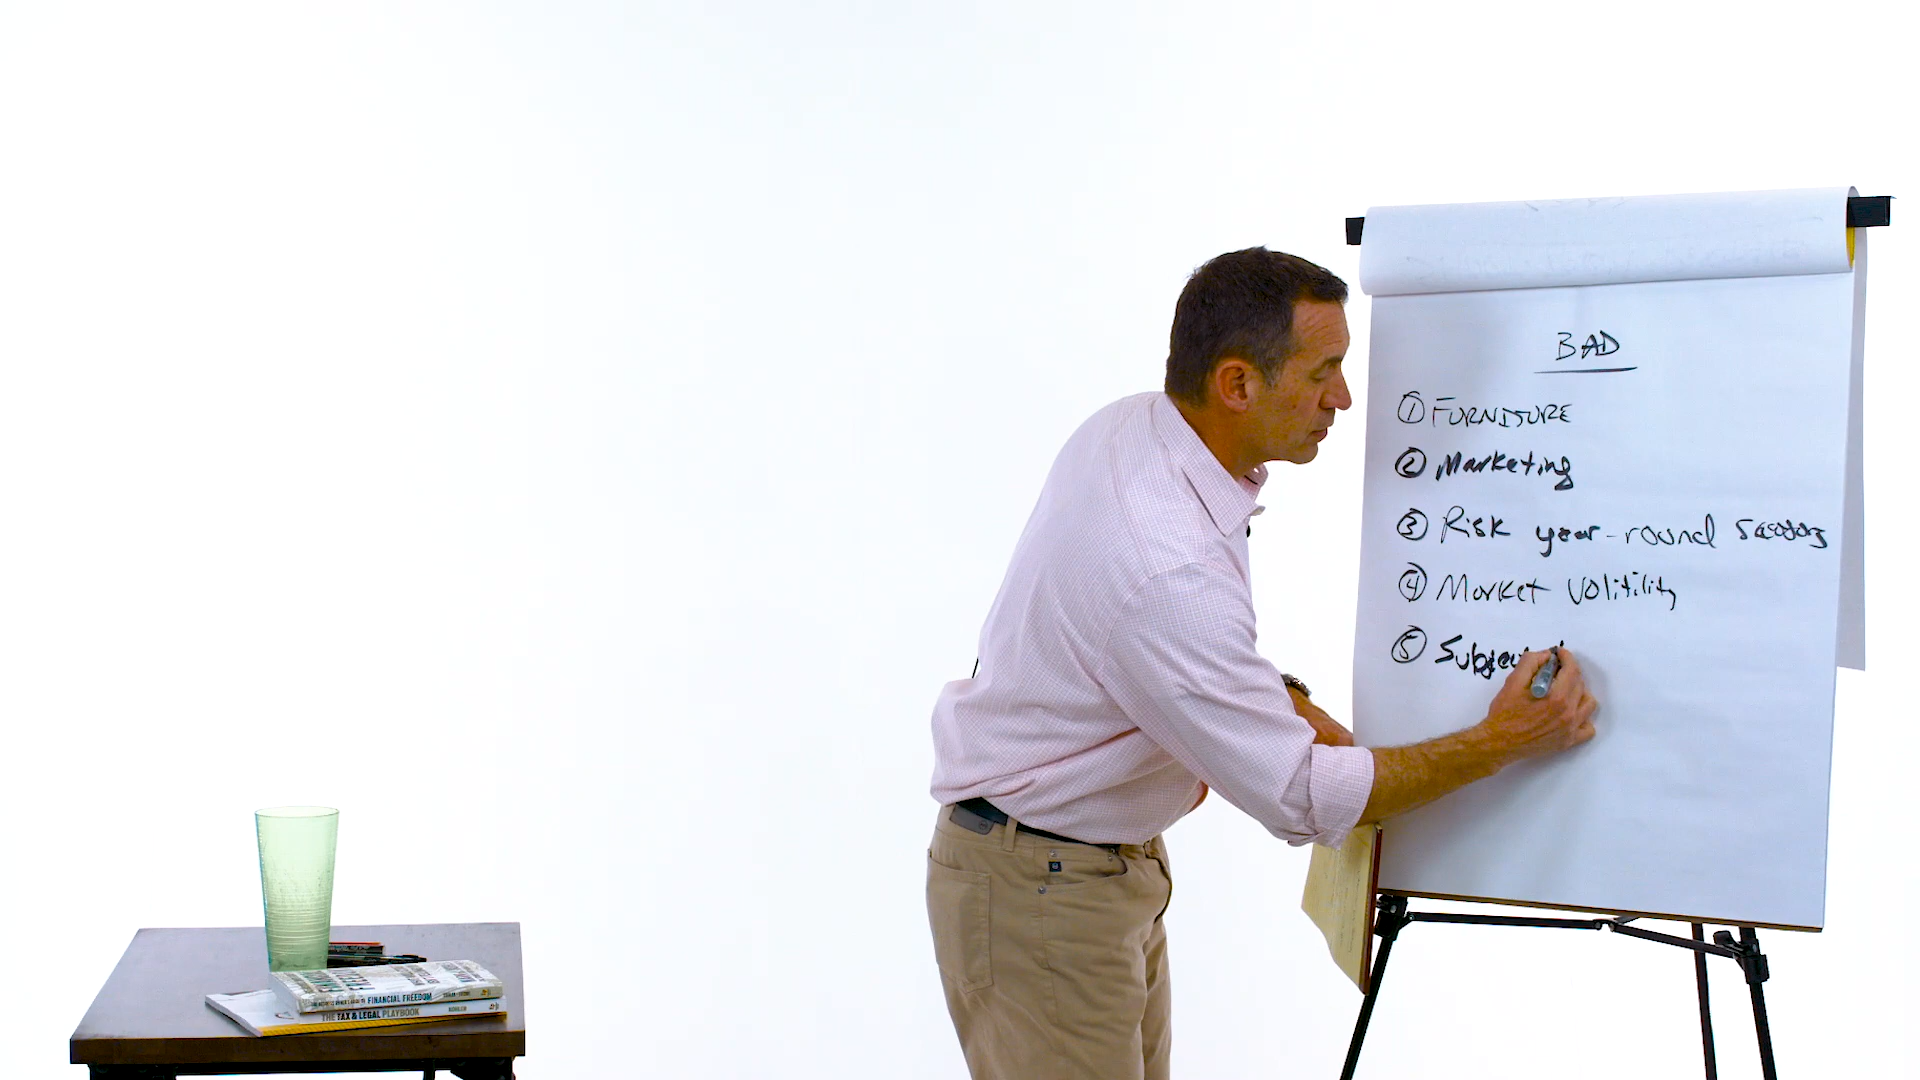 BAD
① FURNITURE
② Marketing
③ Risk year-round
④ Market volitility
⑤
FINANCIAL FREEDOM
THE TAX & LEGAL PLAYBOOK